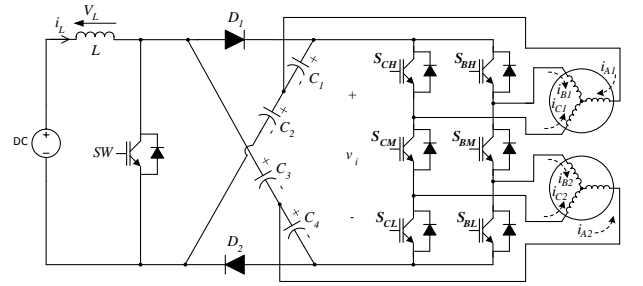 V_L
i_L
L
D_1
D_2
DC
+
-
SW
+ C_1 -
+ C_2 -
+ C_3 -
+ C_4 -
+
v_i
-
S_CH
S_BH
S_CM
S_BM
S_CL
S_BL
i_A1
i_B1
i_C1
i_B2
i_C2
i_A2